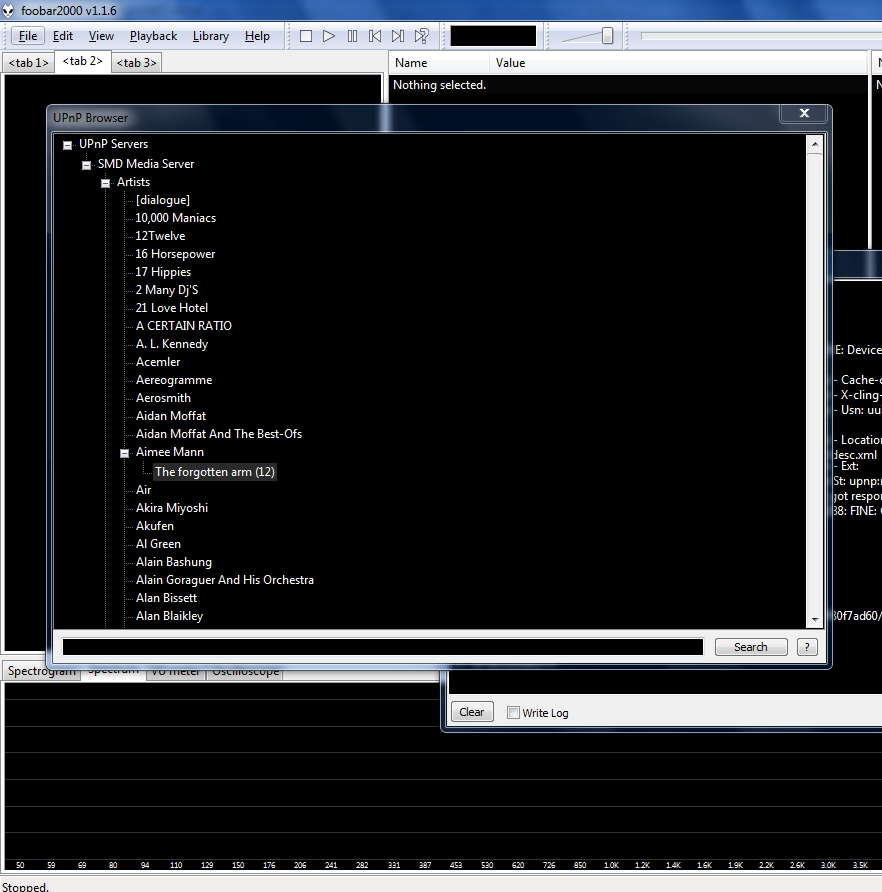 foobar2000 v1.1.6
File Edit View Playback Library Help
<tab 1> <tab 2> <tab 3>
Name Value
Nothing selected.
UPnP Browser
UPnP Servers
SMD Media Server
Artists
[dialogue]
10,000 Maniacs
12Twelve
16 Horsepower
17 Hippies
2 Many Dj'S
21 Love Hotel
A CERTAIN RATIO
A. L. Kennedy
Acemler
Aereogramme
Aerosmith
Aidan Moffat
Aidan Moffat And The Best-Ofs
Aimee Mann
The forgotten arm (12)
Air
Akira Miyoshi
Akufen
Al Green
Alain Bashung
Alain Goraguer And His Orchestra
Alan Bissett
Alan Blaikley
E: Device
- Cache-c
- X-cling-
- Usn: uu
- Location
desc.xml
- Ext:
St: upnp:r
got respon
38: FINE: 
30f7ad60/
Search ?
Spectrogram Spectrum VU meter Oscilloscope
Clear Write Log
50 59 69 80 94 110 129 150 176 206 241 282 331 387 453 530 620 726 850 1.0K 1.2K 1.4K 1.6K 1.9K 2.2K 2.6K 3.0K 3.5K
Stopped.